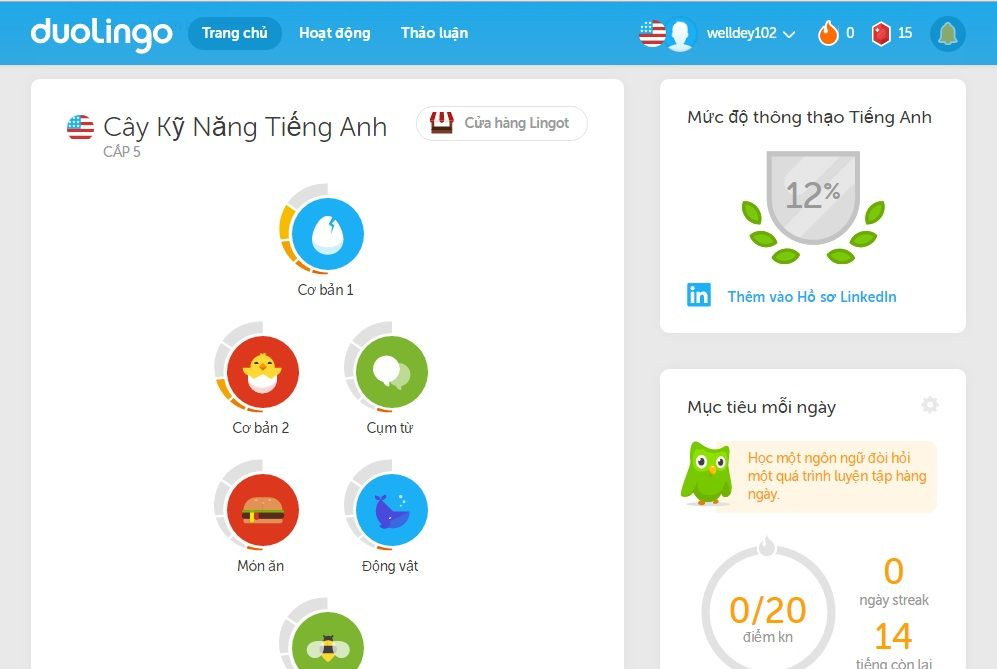 duolingo
Trang chủ
Hoạt động
Thảo luận
welldey102
0
15
Cây Kỹ Năng Tiếng Anh
CẤP 5
Cửa hàng Lingot
Cơ bản 1
Cơ bản 2
Cụm từ
Món ăn
Động vật
Mức độ thông thạo Tiếng Anh
12%
in
Thêm vào Hồ sơ LinkedIn
Mục tiêu mỗi ngày
Học một ngôn ngữ đòi hỏi
một quá trình luyện tập hàng
ngày.
0/20
điểm kn
0
ngày streak
14
tiếng còn lại